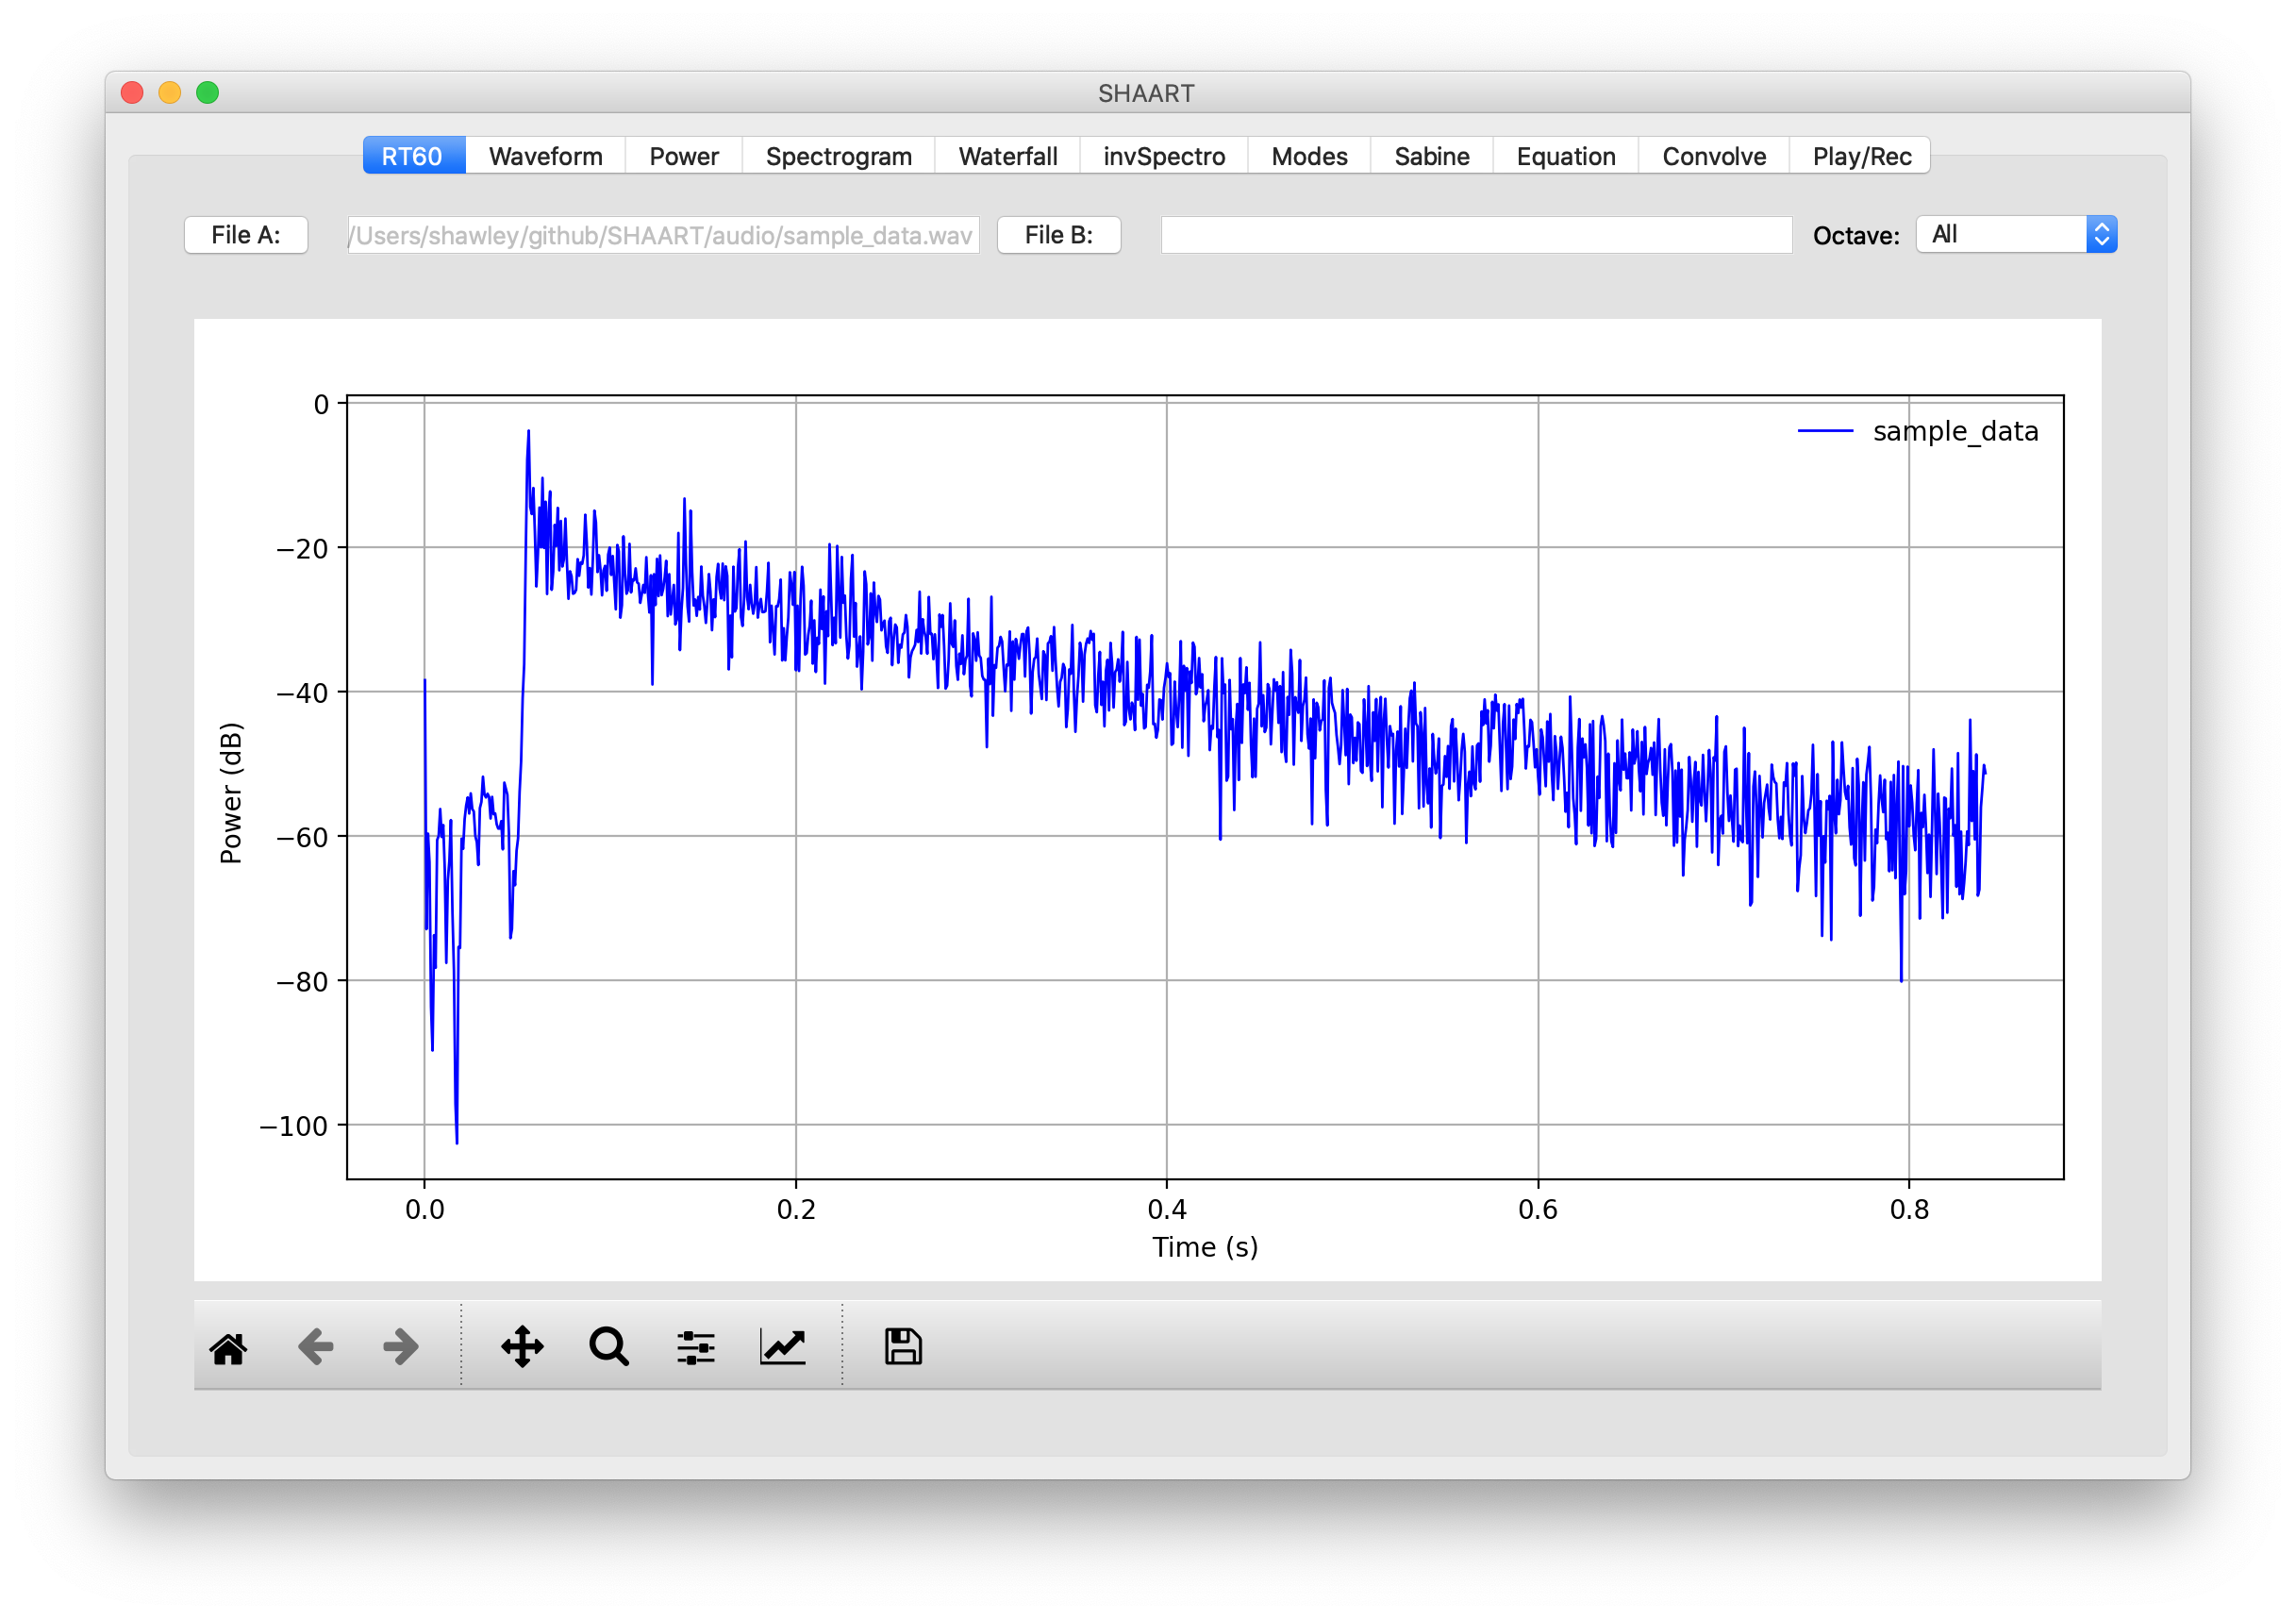 SHAART
RT60 Waveform Power Spectrogram Waterfall invSpectro Modes Sabine Equation Convolve Play/Rec
File A: /Users/shawley/github/SHAART/audio/sample_data.wav File B: Octave: All
sample_data
0
−20
−40
−60
−80
−100
Power (dB)
0.0 0.2 0.4 0.6 0.8
Time (s)